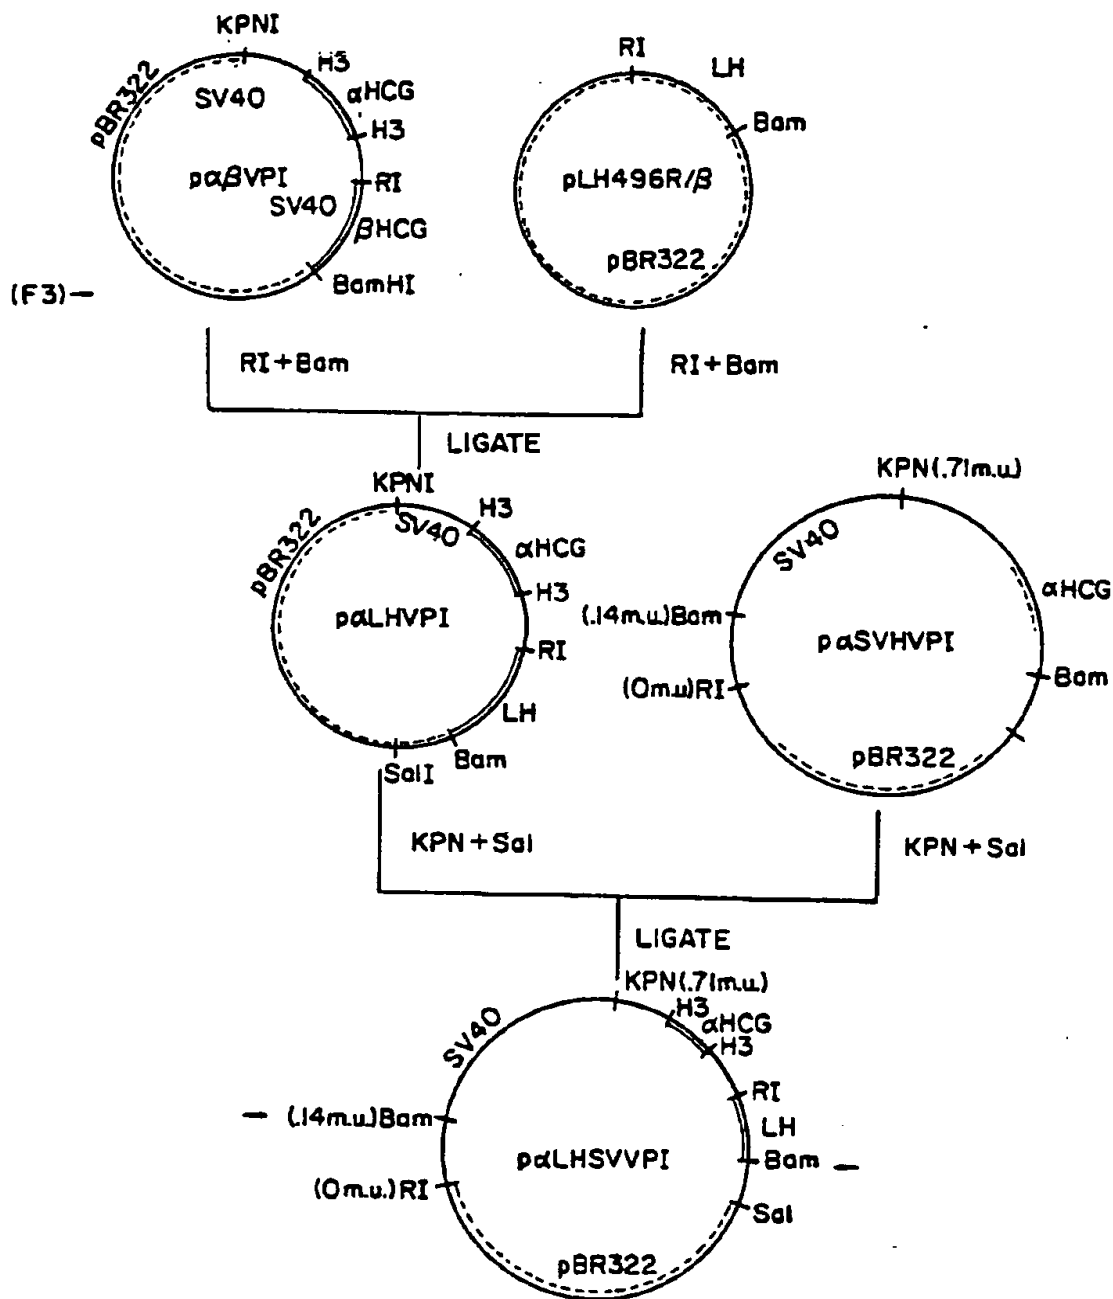 KPNI
pBR322
SV40
H3
αHCG
H3
pαβVPI
RI
SV40
βHCG
BamHI
(F3)—
RI
LH
Bam
pLH496R/β
pBR322
RI+Bam
RI+Bam
LIGATE
KPNI
pBR322
SV40
H3
αHCG
H3
pαLHVPI
RI
LH
Bam
SalI
KPN(.71m.u)
SV40
αHCG
(.14m.u.)Bam
pαSVHVPI
(0m.u)RI
Bam
pBR322
KPN+Sal
KPN+Sal
LIGATE
KPN(.71m.u.)
SV40
H3
αHCG
H3
RI
— (.14m.u.)Bam
LH
pαLHSVVPI
Bam —
(0m.u.)RI
Sal
pBR322